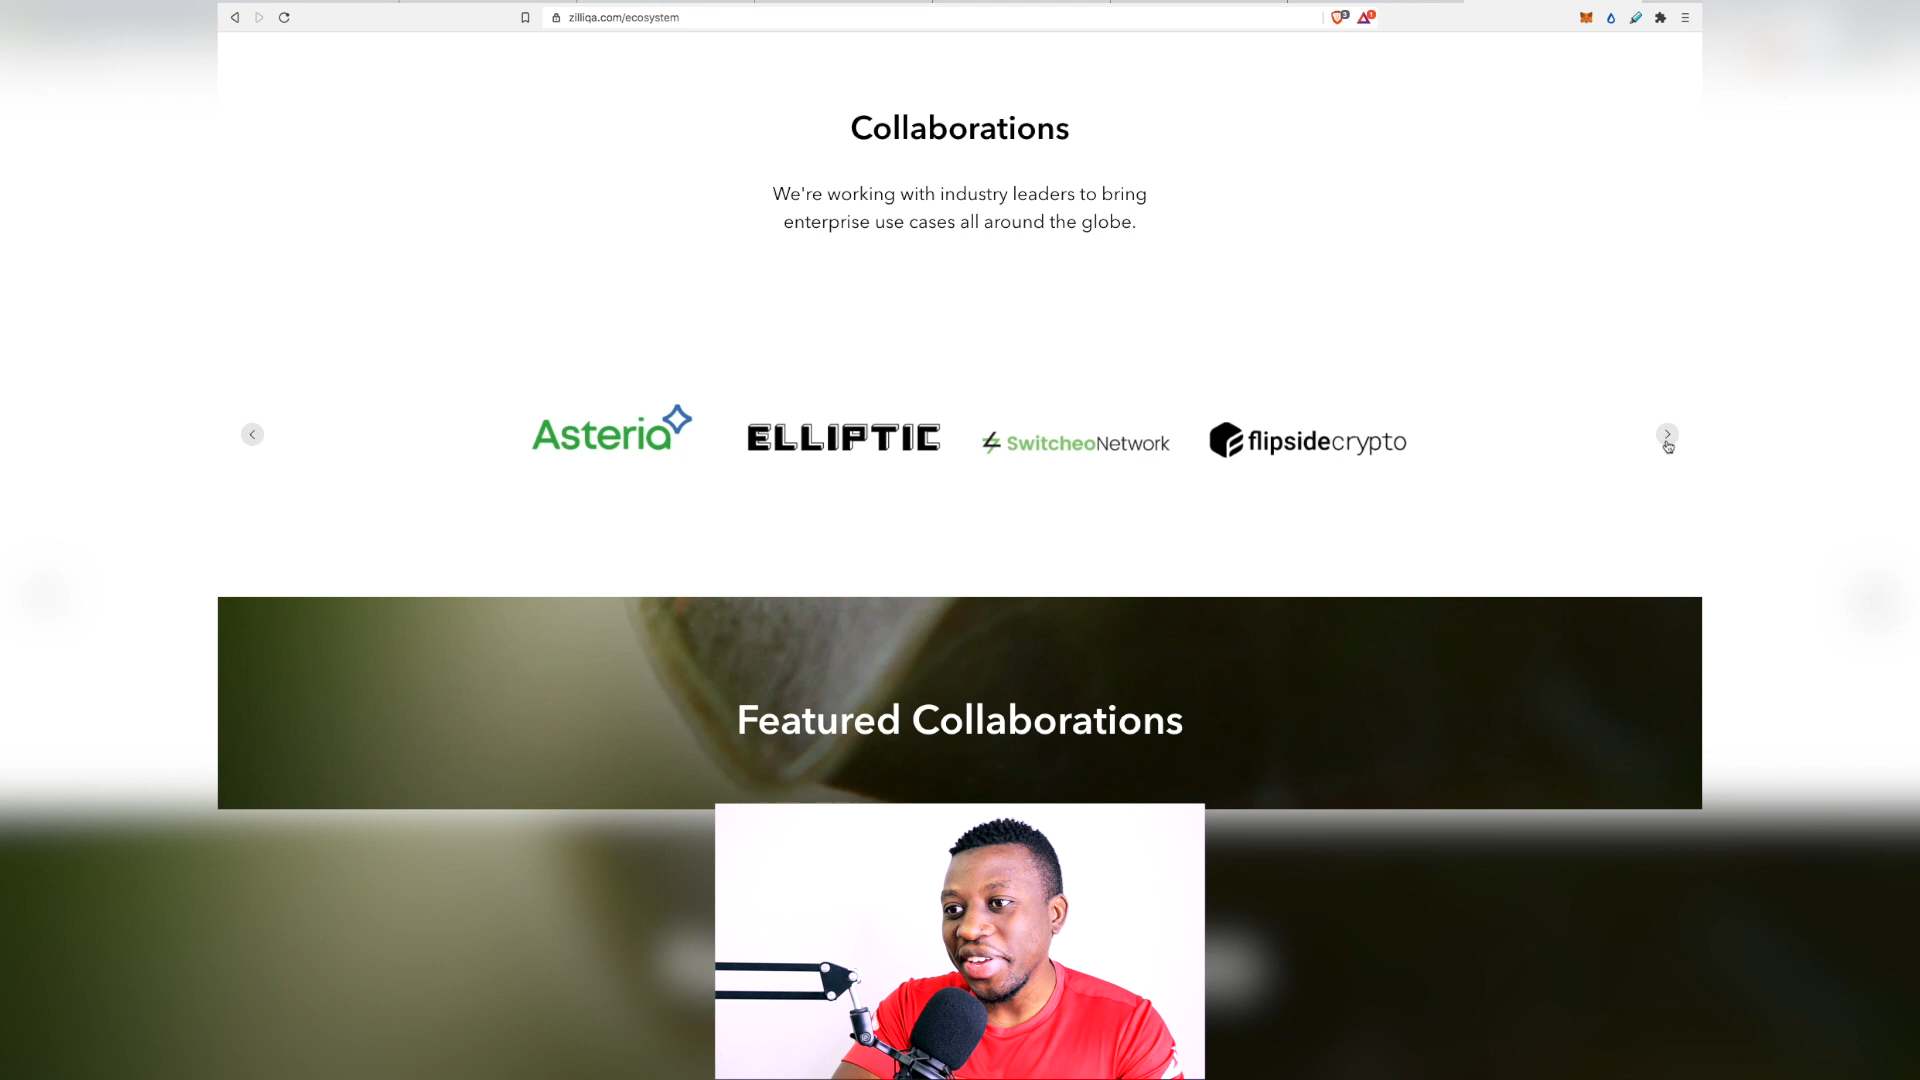 zilliqa.com/ecosystem
Collaborations
We're working with industry leaders to bring
enterprise use cases all around the globe.
Asteria
ELLIPTIC
SwitcheoNetwork
flipsidecrypto
Featured Collaborations